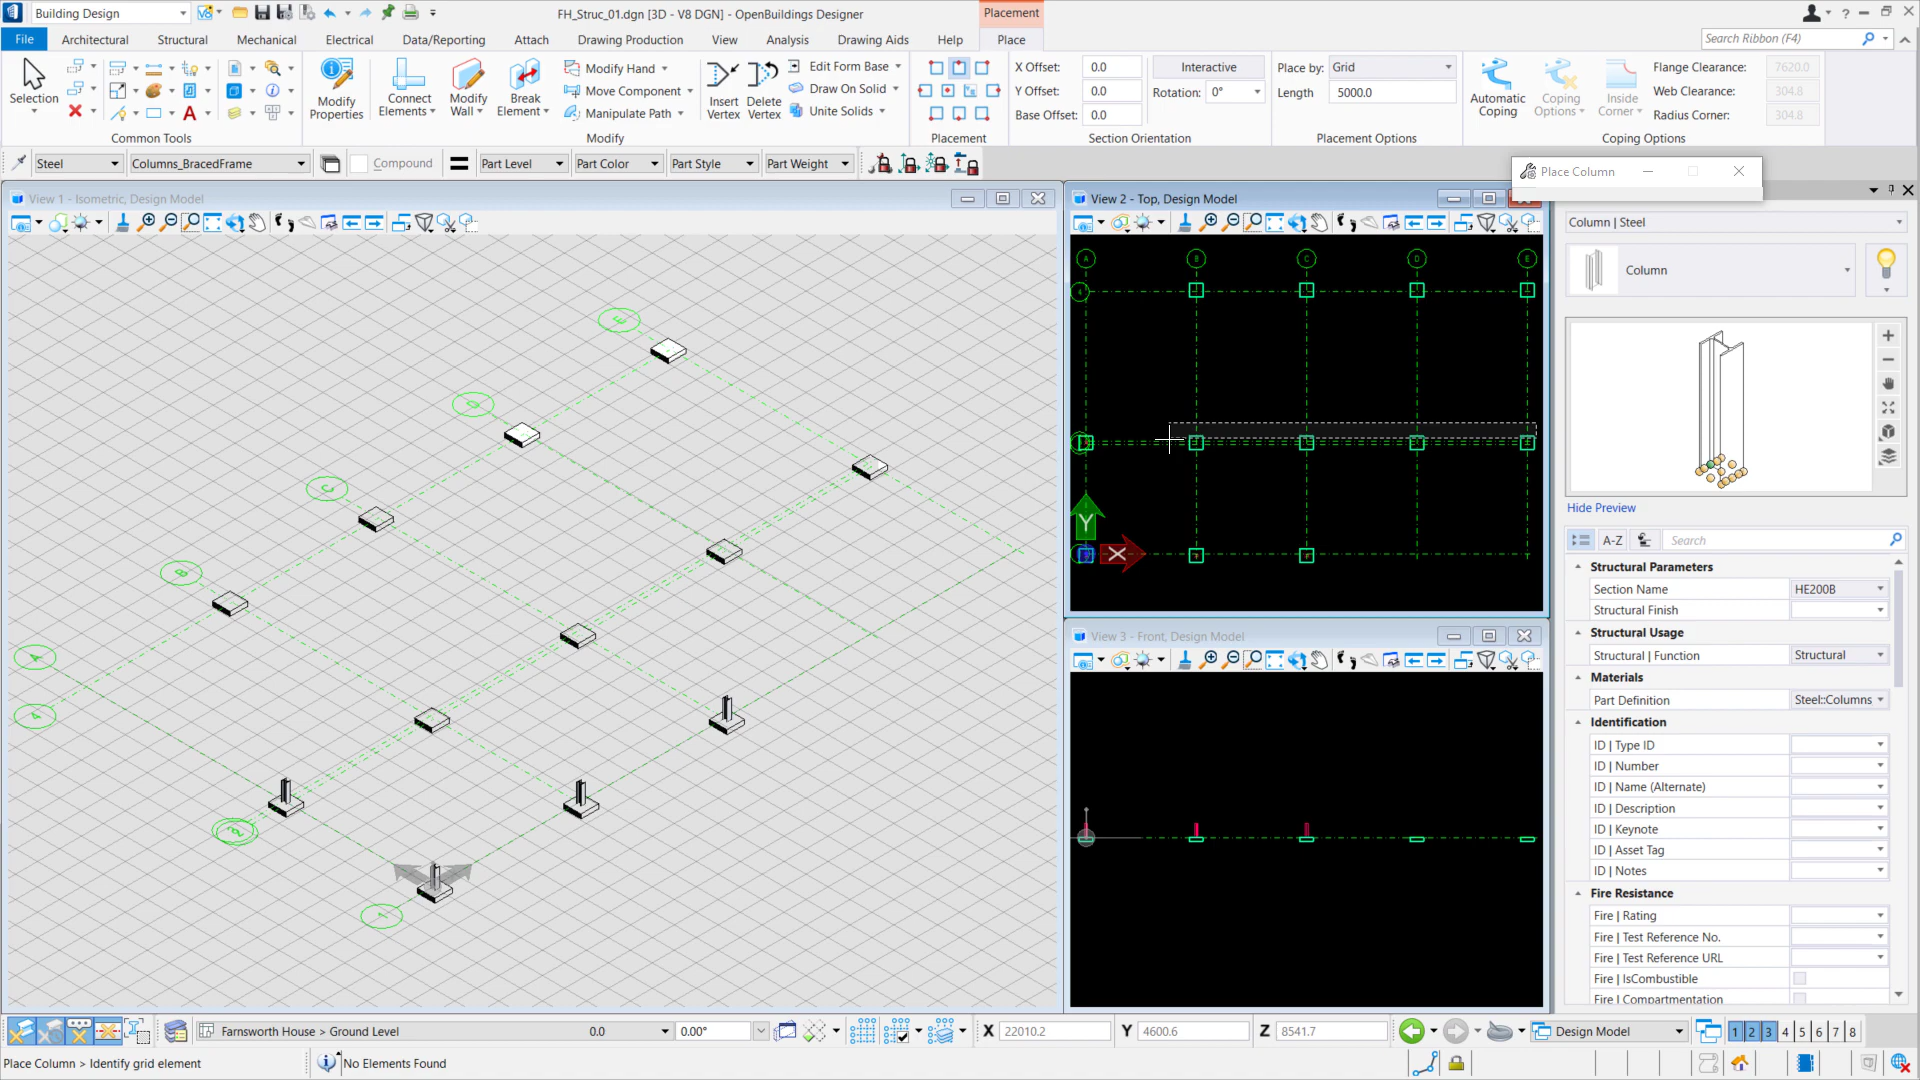 Building Design
FH_Struc_01.dgn [3D - V8 DGN] - OpenBuildings Designer
Placement
File
Architectural
Structural
Mechanical
Electrical
Data/Reporting
Attach
Drawing Production
View
Analysis
Drawing Aids
Help
Place
Search Ribbon (F4)
Selection
Common Tools
Modify Properties
Connect Elements
Modify Wall
Break Element
Modify Hand
Move Component
Manipulate Path
Insert Vertex
Delete Vertex
Edit Form Base
Draw On Solid
Unite Solids
Modify
Placement
X Offset: 0.0
Y Offset: 0.0
Base Offset: 0.0
Interactive
Rotation: 0°
Section Orientation
Place by: Grid
Length 5000.0
Placement Options
Automatic Coping
Coping Options
Inside Corner
Flange Clearance: 7620.0
Web Clearance: 304.8
Radius Corner: 304.8
Coping Options
Steel
Columns_BracedFrame
Compound
Part Level
Part Color
Part Style
Part Weight
Place Column
View 1 - Isometric, Design Model
E
D
C
B
A
4
2
1
View 2 - Top, Design Model
A
B
C
D
E
4
Y
X
View 3 - Front, Design Model
Column | Steel
Column
Hide Preview
A-Z
Search
Structural Parameters
Section Name HE200B
Structural Finish
Structural Usage
Structural | Function Structural
Materials
Part Definition Steel::Columns
Identification
ID | Type ID
ID | Number
ID | Name (Alternate)
ID | Description
ID | Keynote
ID | Asset Tag
ID | Notes
Fire Resistance
Fire | Rating
Fire | Test Reference No.
Fire | Test Reference URL
Fire | IsCombustible
Fire | Compartmentation
Farnsworth House > Ground Level 0.0
0.00°
X 22010.2
Y 4600.6
Z 8541.7
Design Model
1 2 3 4 5 6 7 8
Place Column > Identify grid element
No Elements Found